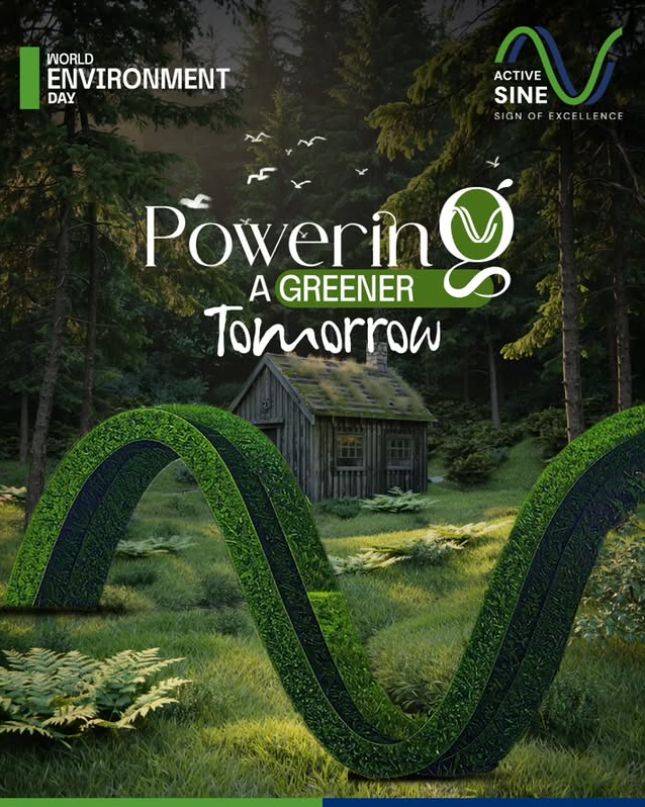 WORLD
ENVIRONMENT
DAY
ACTIVE
SINE
SIGN OF EXCELLENCE
Powering
A GREENER
Tomorrow